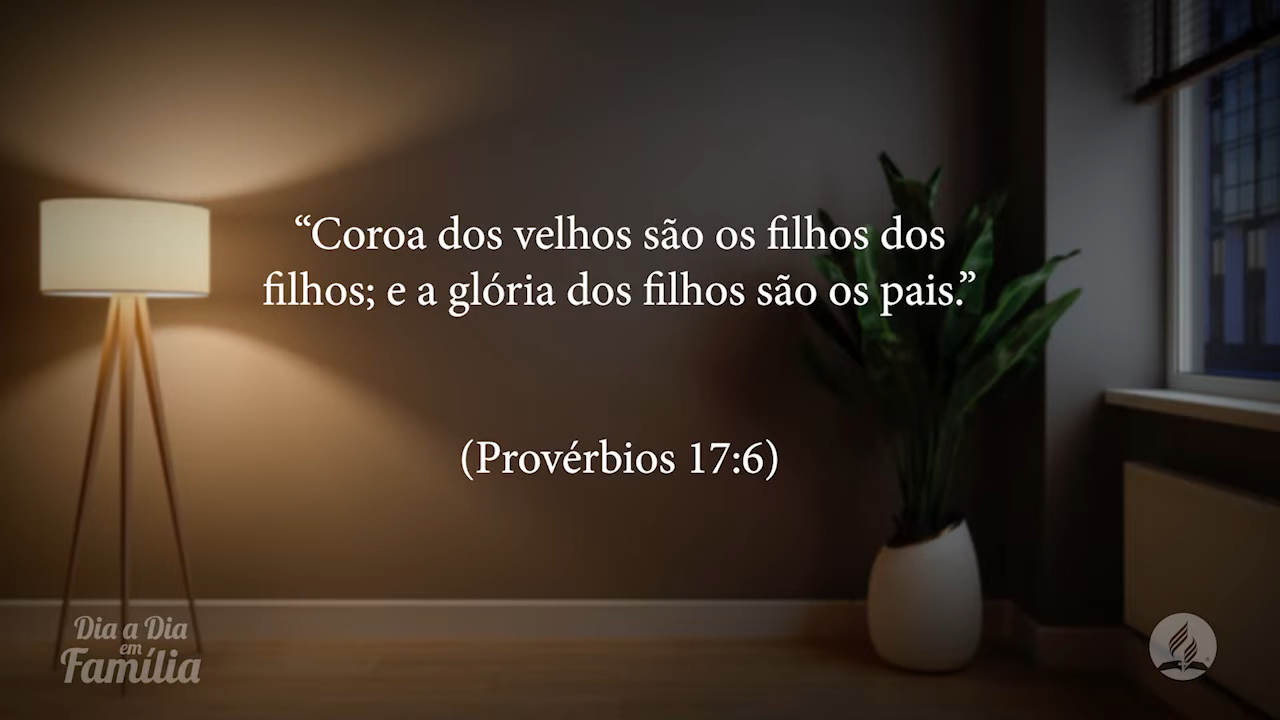 “Coroa dos velhos são os filhos dos
filhos; e a glória dos filhos são os pais.”
(Provérbios 17:6)
Dia a Dia
em
Família